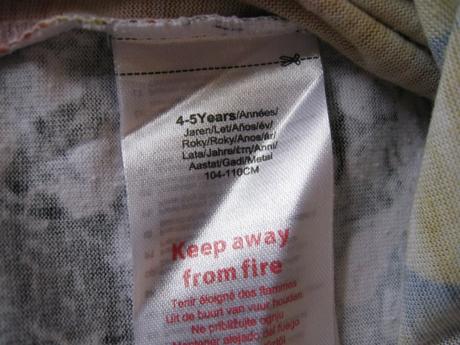 4-5Years/Années/
Jaren/Let/Años/év/
Roky/Roky/Anos/ár/
Lata/Jahre/έτη/Anni/
Aastat/Gadi/Metai
104-110CM
Keep away
from fire
Tenir éloigné des flammes
Uit de buurt van vuur houden
Ne približujte ognju
Mantener alejado del fuego